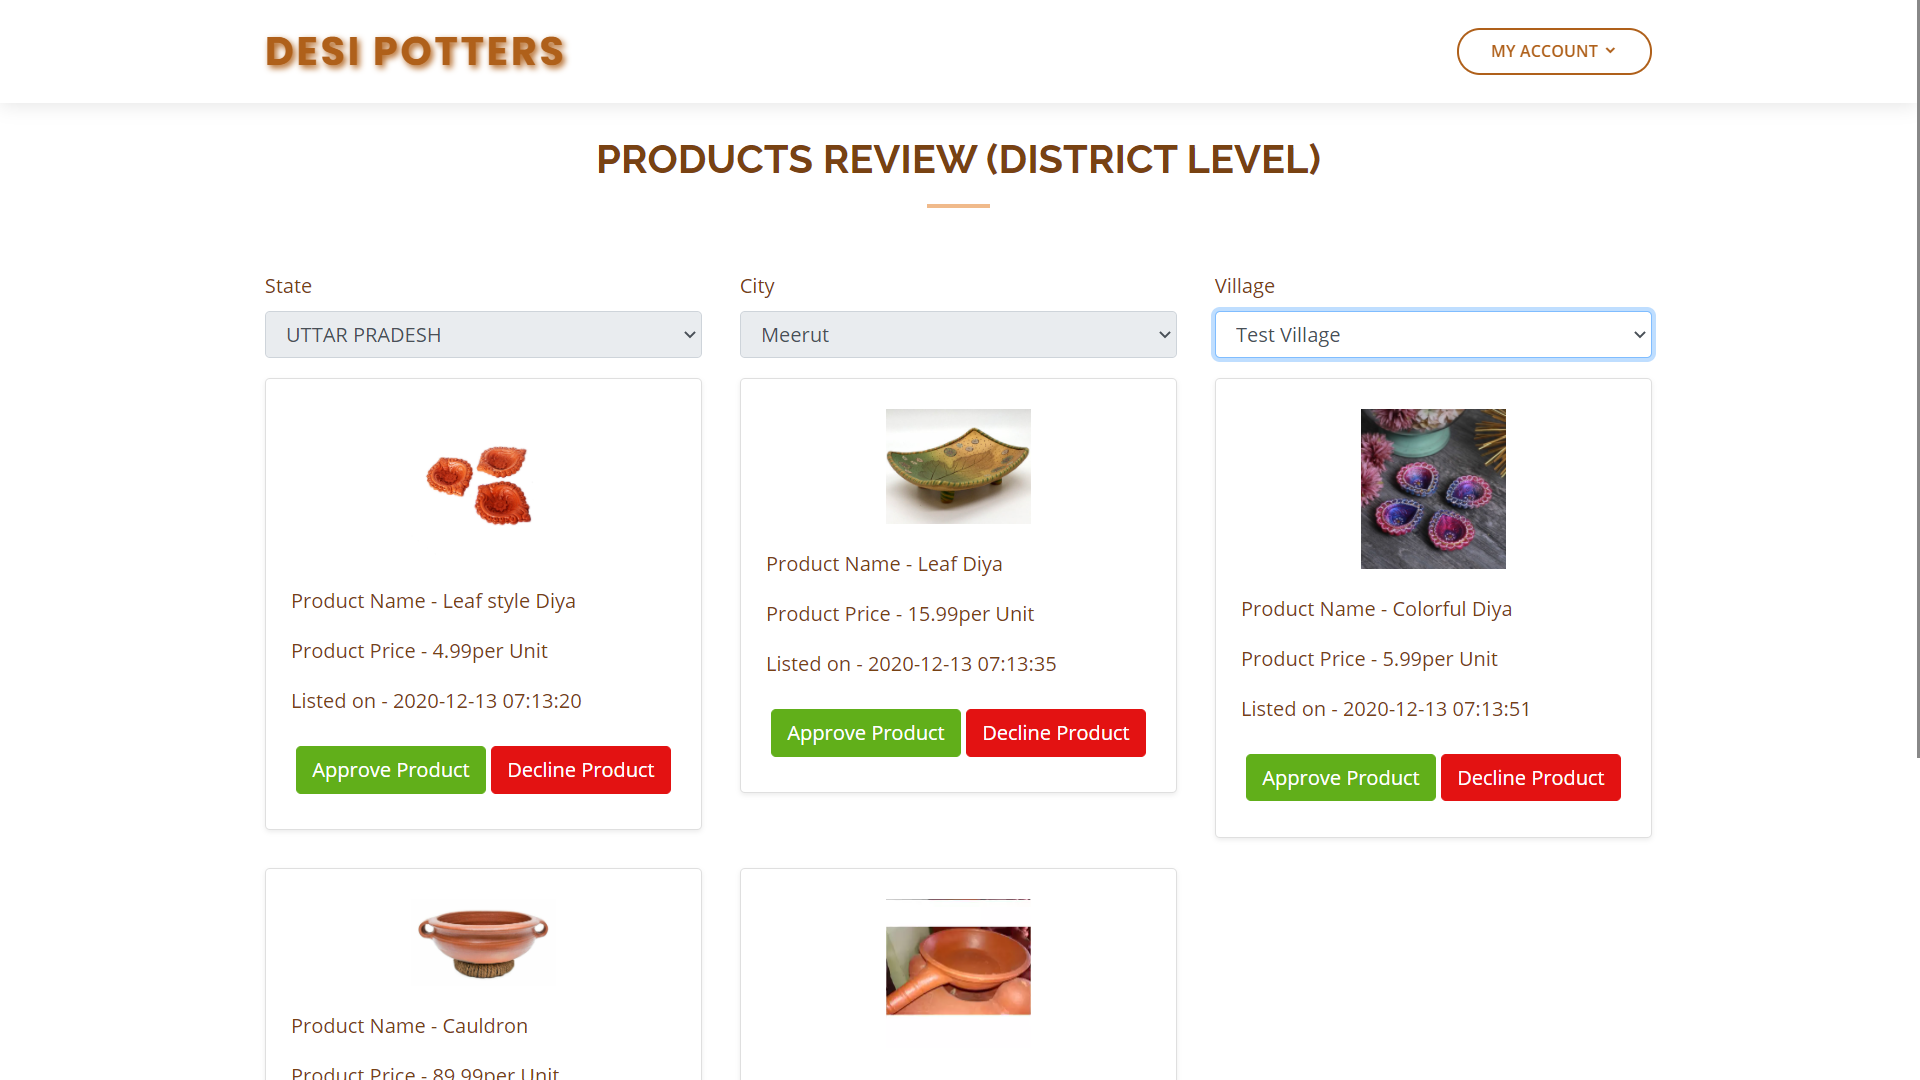 DESI POTTERS
MY ACCOUNT
PRODUCTS REVIEW (DISTRICT LEVEL)
State
City
Village
UTTAR PRADESH
Meerut
Test Village
Product Name - Leaf style Diya
Product Price - 4.99per Unit
Listed on - 2020-12-13 07:13:20
Approve Product
Decline Product
Product Name - Leaf Diya
Product Price - 15.99per Unit
Listed on - 2020-12-13 07:13:35
Approve Product
Decline Product
Product Name - Colorful Diya
Product Price - 5.99per Unit
Listed on - 2020-12-13 07:13:51
Approve Product
Decline Product
Product Name - Cauldron
Product Price - 89.99per Unit